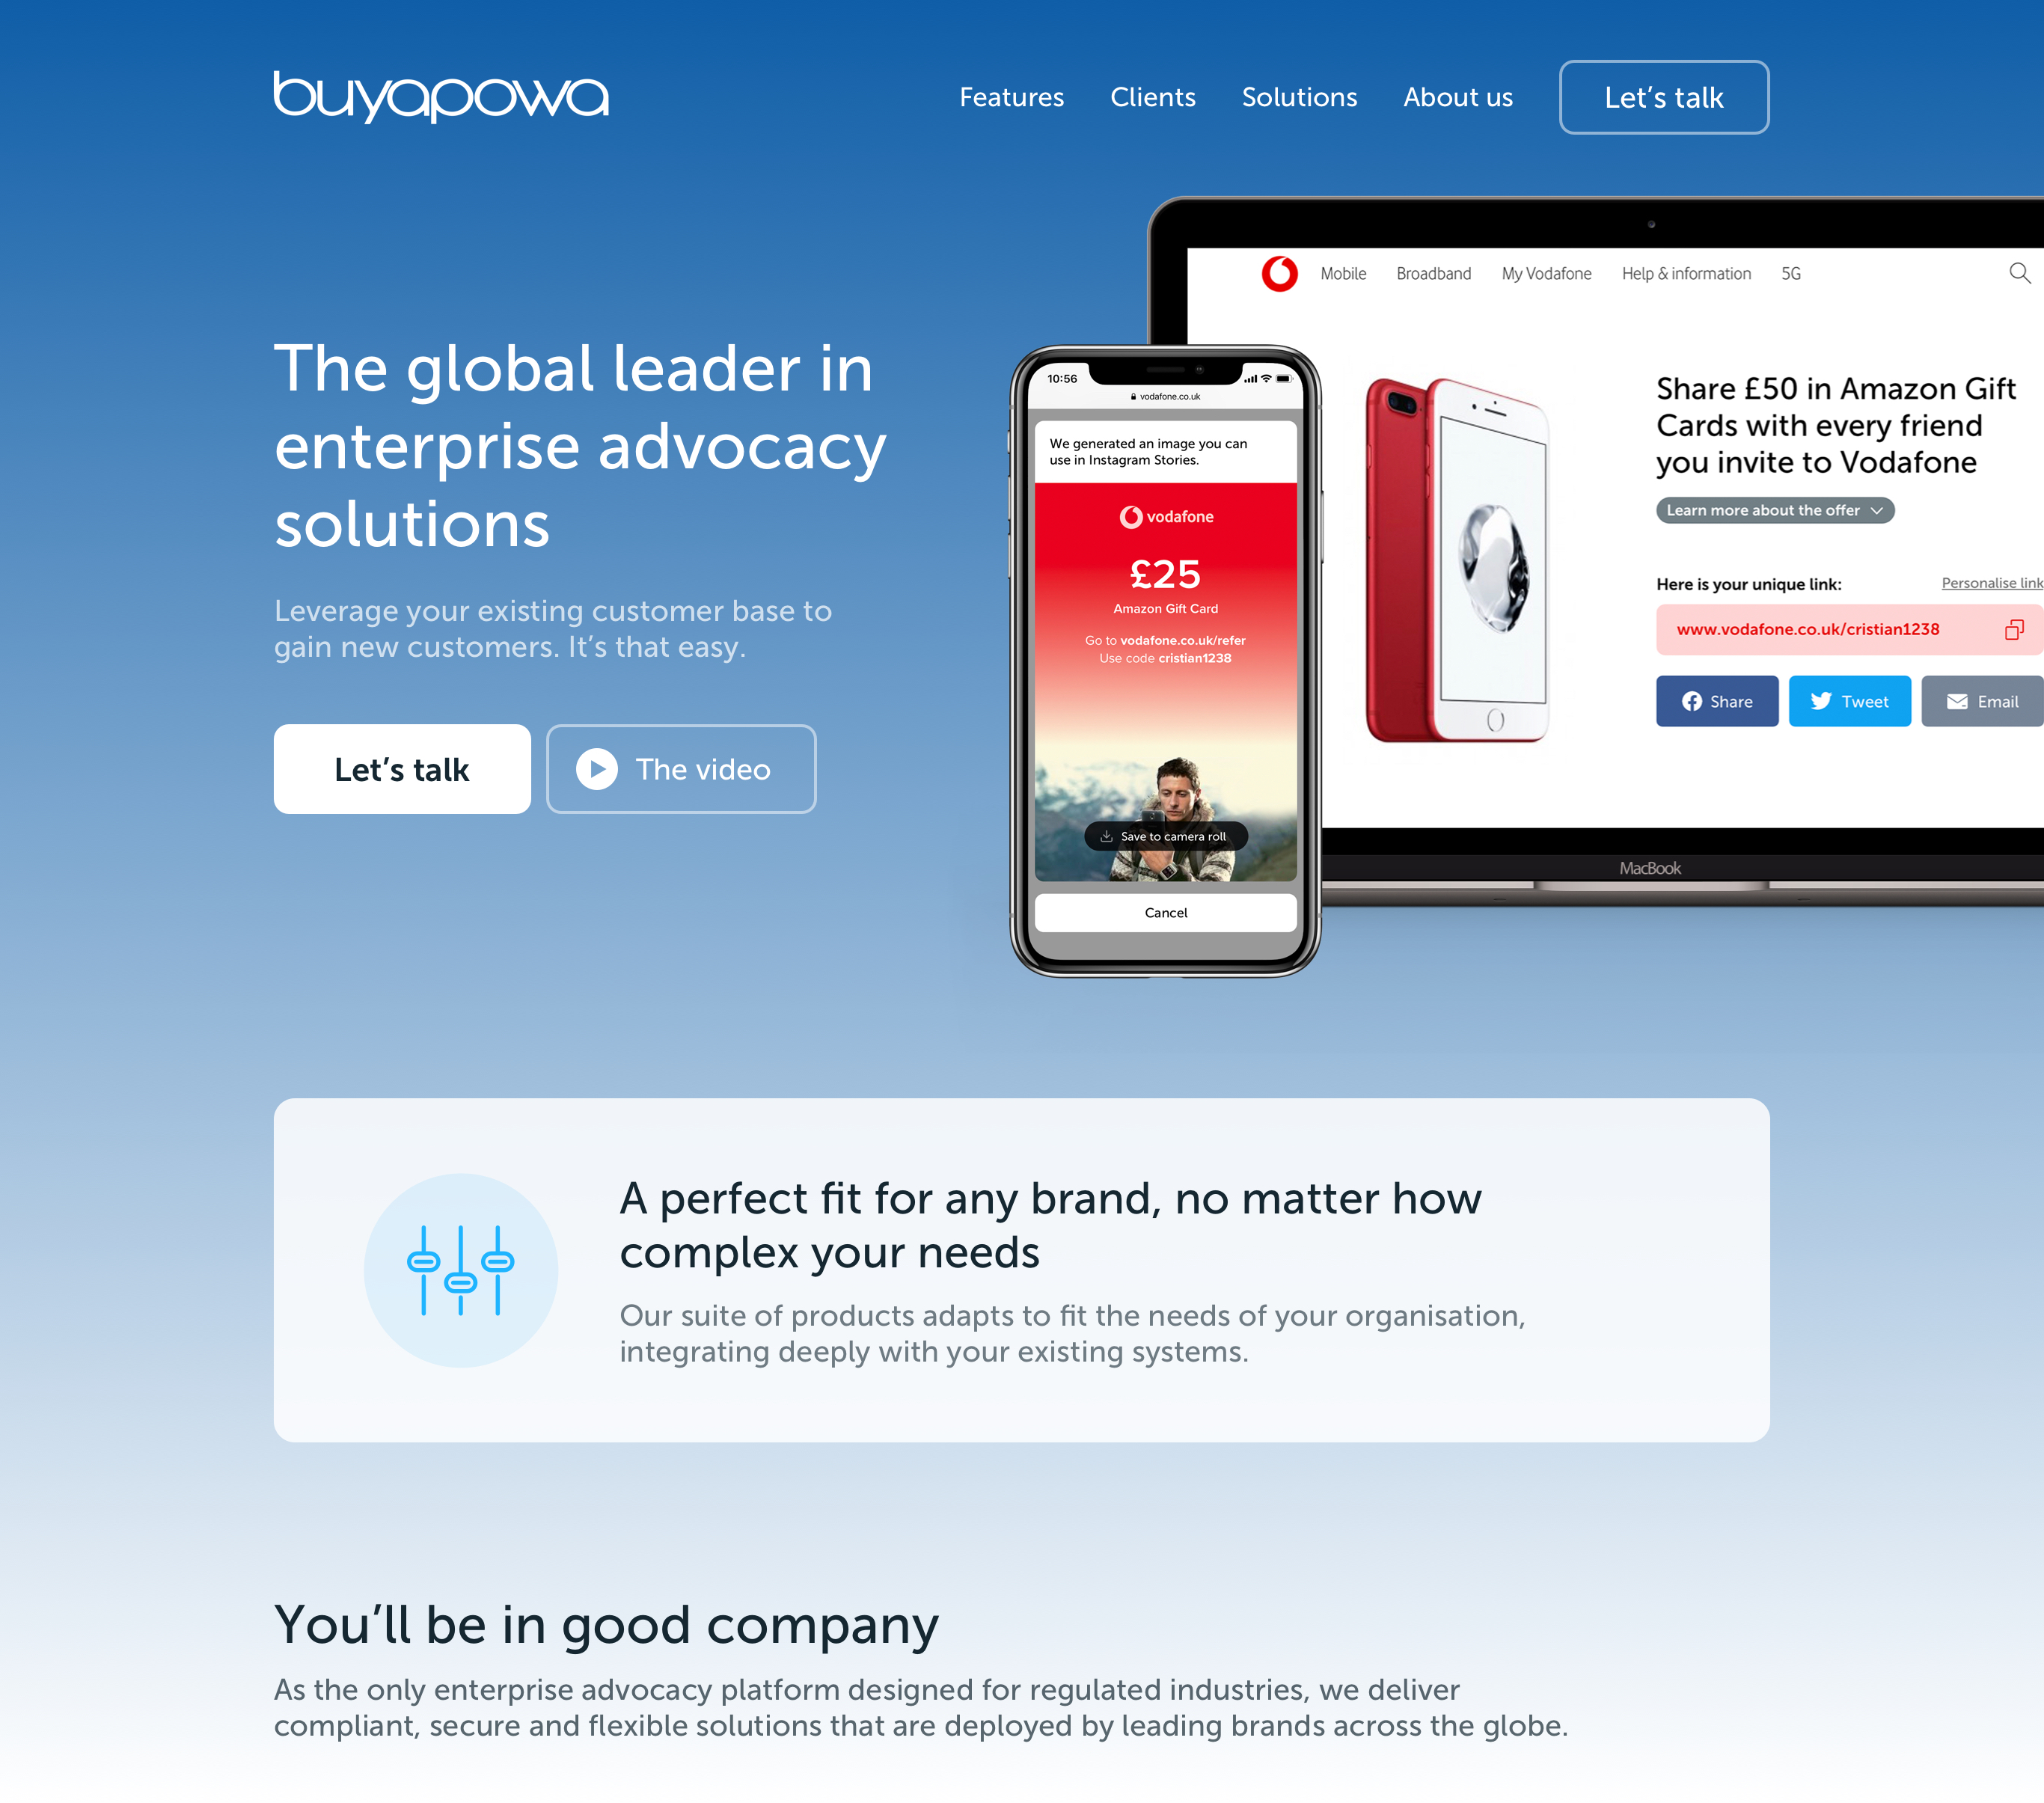 buyapowa
Features Clients Solutions About us Let's talk
The global leader in
enterprise advocacy
solutions
Leverage your existing customer base to
gain new customers. It's that easy.
Let's talk
The video
10:56
vodafone.co.uk
We generated an image you can
use in Instagram Stories.
vodafone
£25
Amazon Gift Card
Go to vodafone.co.uk/refer
Use code cristian1238
Save to camera roll
Cancel
Mobile Broadband My Vodafone Help & information 5G
Share £50 in Amazon Gift
Cards with every friend
you invite to Vodafone
Learn more about the offer
Here is your unique link: Personalise link
www.vodafone.co.uk/cristian1238
Share Tweet Email
MacBook
A perfect fit for any brand, no matter how
complex your needs
Our suite of products adapts to fit the needs of your organisation,
integrating deeply with your existing systems.
You'll be in good company
As the only enterprise advocacy platform designed for regulated industries, we deliver
compliant, secure and flexible solutions that are deployed by leading brands across the globe.